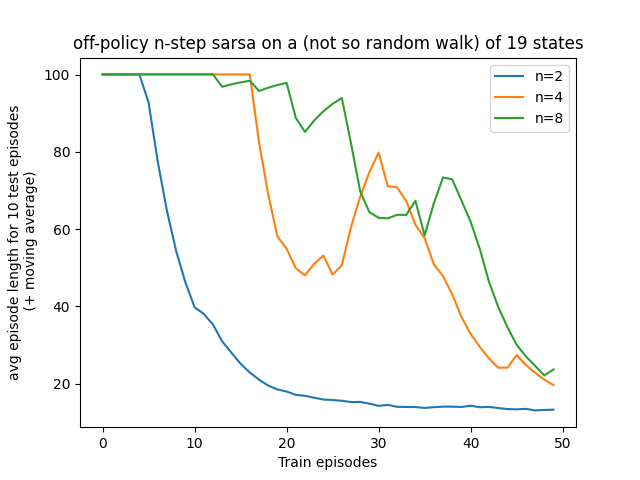 off-policy n-step sarsa on a (not so random walk) of 19 states
avg episode length for 10 test episodes
(+ moving average)
100
80
60
40
20
n=2
n=4
n=8
0
10
20
30
40
50
Train episodes